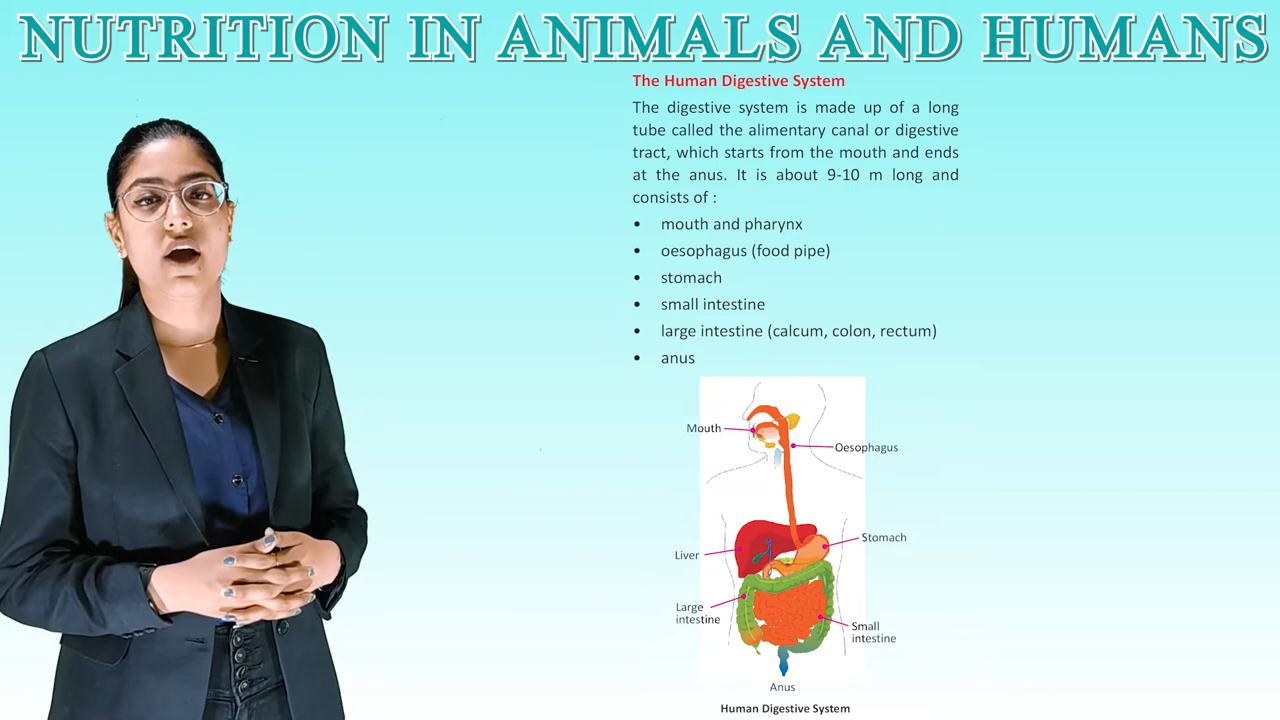 NUTRITION IN ANIMALS AND HUMANS
The Human Digestive System
The digestive system is made up of a long
tube called the alimentary canal or digestive
tract, which starts from the mouth and ends
at the anus. It is about 9-10 m long and
consists of :
• mouth and pharynx
• oesophagus (food pipe)
• stomach
• small intestine
• large intestine (calcum, colon, rectum)
• anus
Mouth
Oesophagus
Stomach
Liver
Large
intestine
Small
intestine
Anus
Human Digestive System